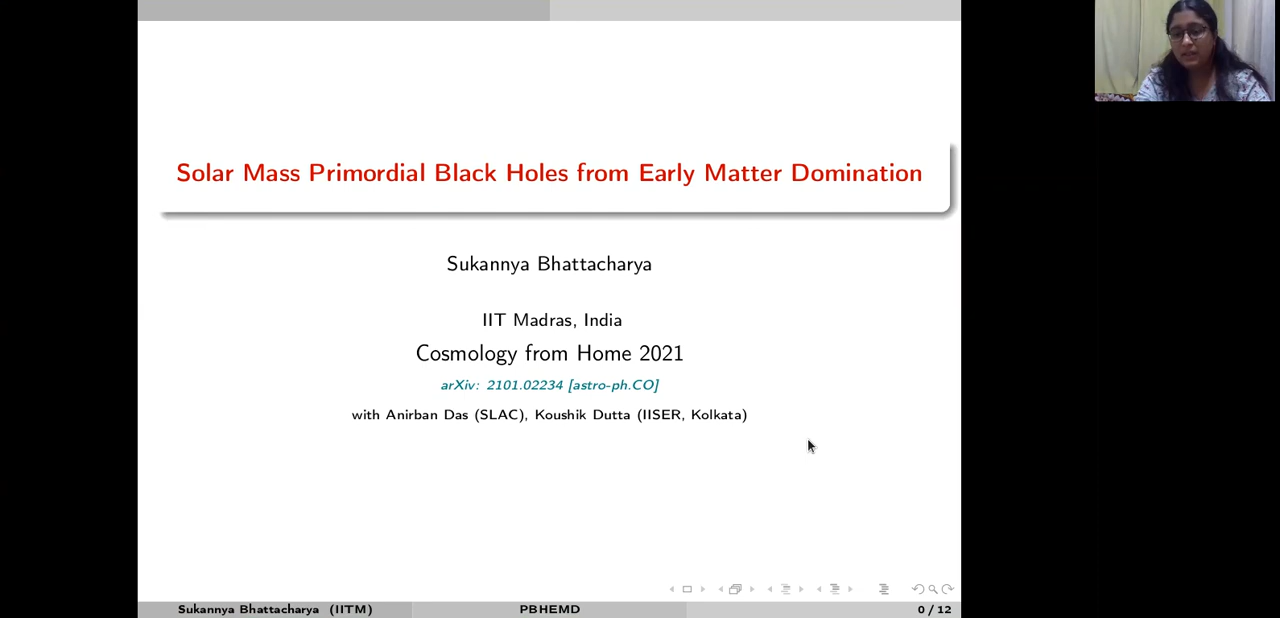 Solar Mass Primordial Black Holes from Early Matter Domination
Sukannya Bhattacharya
IIT Madras, India
Cosmology from Home 2021
arXiv: 2101.02234 [astro-ph.CO]
with Anirban Das (SLAC), Koushik Dutta (IISER, Kolkata)
Sukannya Bhattacharya (IITM) PBHEMD 0 / 12